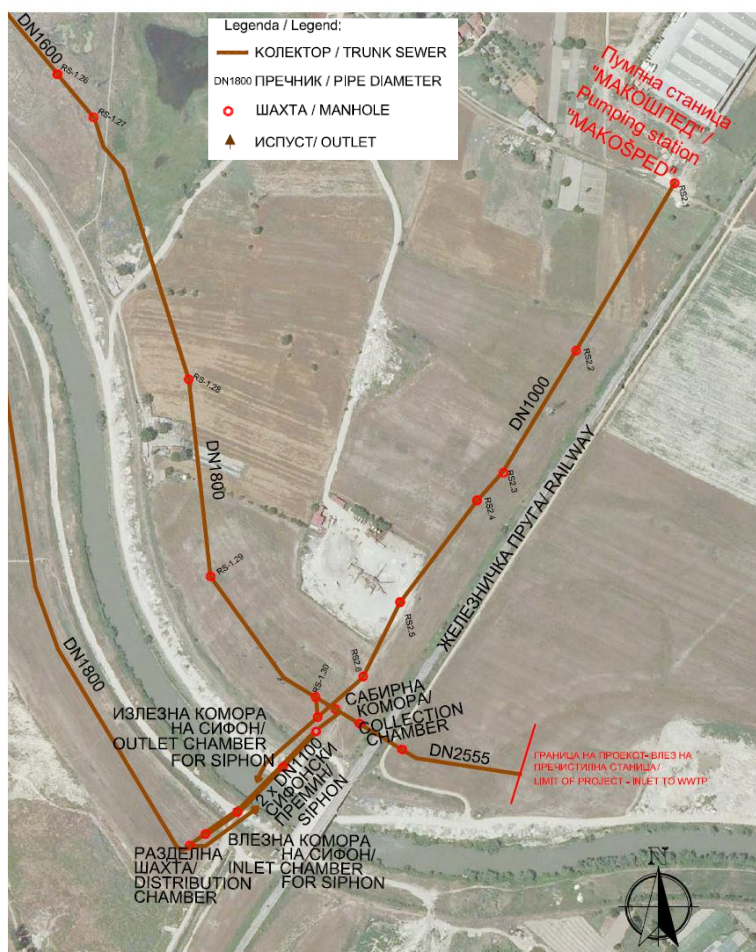 Legenda / Legend:
КОЛЕКТОР / TRUNK SEWER
DN1800 ПРЕЧНИК / PIPE DIAMETER
ШАХТА / MANHOLE
ИСПУСТ/ OUTLET
DN1600
RS-1.26
RS-1.27
Пумпна станица
"МАКОШПЕД" /
Pumping station
"MAKOŠPED"
RS2.1
RS2.2
DN1000
RS-1.28
RS2.3
RS2.4
DN1800
ЖЕЛЕЗНИЧКА ПРУГА/ RAILWAY
RS-1.29
RS2.5
DN1800
RS2.6
RS-1.30
ИЗЛЕЗНА КОМОРА
НА СИФОН/
OUTLET CHAMBER
FOR SIPHON
САБИРНА
КОМОРА/
COLLECTION
CHAMBER
DN2555
ГРАНИЦА НА ПРОЕКТ- ВЛЕЗ НА
ПРЕЧИСТИЛНА СТАНИЦА/
LIMIT OF PROJECT - INLET TO WWTP
2 x DN1100
СИФОНСКИ
ПРЕМИН/
SIPHON
РАЗДЕЛНА
ШАХТА/
DISTRIBUTION
CHAMBER
ВЛЕЗНА КОМОРА
НА СИФОН/
INLET CHAMBER
FOR SIPHON
N